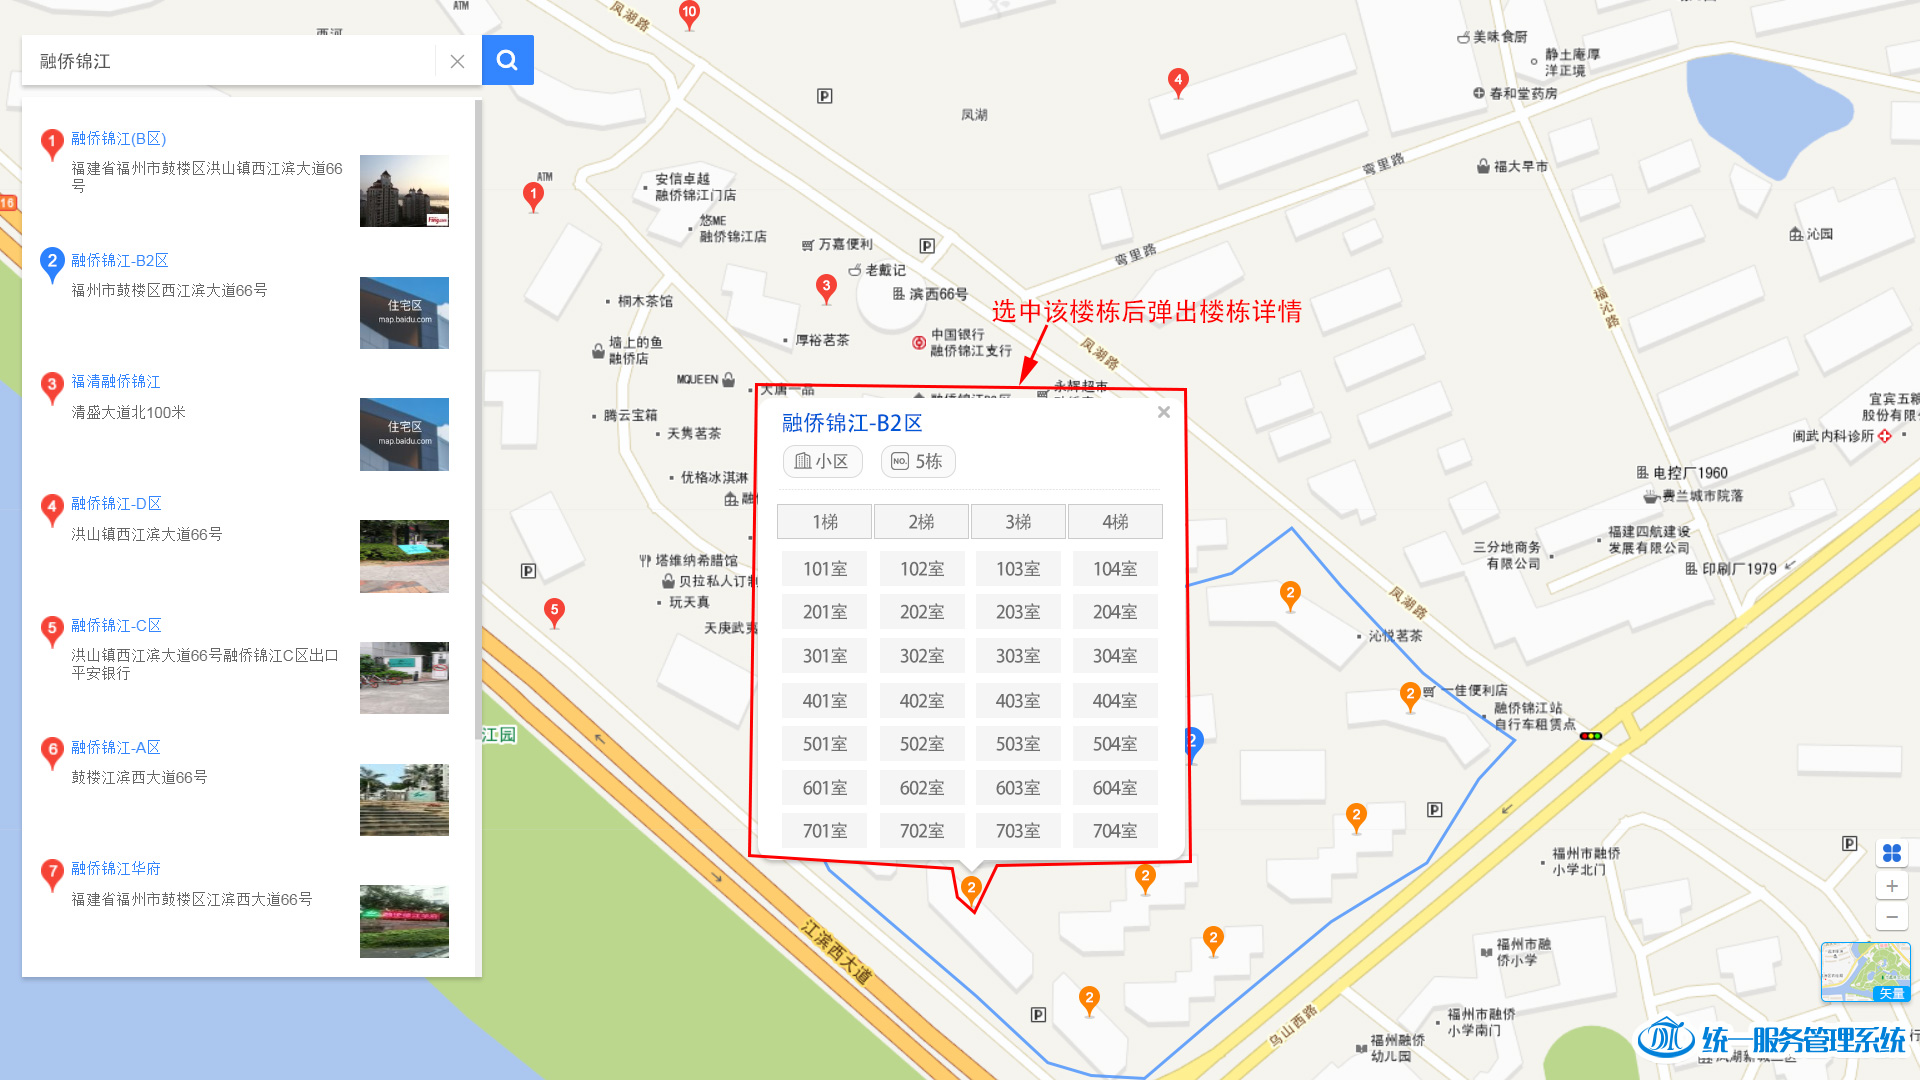 融侨锦江
融侨锦江(B区)
福建省福州市鼓楼区洪山镇西江滨大道66
号
融侨锦江-B2区
福州市鼓楼区西江滨大道66号
住宅区
map.baidu.com
福清融侨锦江
清盛大道北100米
住宅区
map.baidu.com
融侨锦江-D区
洪山镇西江滨大道66号
融侨锦江-C区
洪山镇西江滨大道66号融侨锦江C区出口
平安银行
融侨锦江-A区
鼓楼江滨西大道66号
融侨锦江华府
福建省福州市鼓楼区江滨西大道66号
1
2
3
4
5
6
7
16
ATM
凤湖路
10
4
凤湖
美味食厨
静土庵厚
洋正境
春和堂药房
弯里路
福大早市
沁园
ATM
1
安信卓越
融侨锦江门店
悠ME
融侨锦江店
万嘉便利
老戴记
弯里路
3
滨西66号
桐木茶馆
选中该楼栋后弹出楼栋详情
福沁路
厚裕茗茶
中国银行
融侨锦江支行
凤湖路
墙上的鱼
融侨店
MQUEEN
大唐一品
永辉超市
腾云宝箱
天隽茗茶
优格冰淇淋
闽武内科诊所
电控厂1960
费兰城市院落
福建四航建设
发展有限公司
三分地商务
有限公司
印刷厂1979
塔维纳希腊馆
贝拉私人订制
玩天真
天庚武夷
5
江园
融侨锦江-B2区
小区
NO.
5栋
1梯 2梯 3梯 4梯
101室 102室 103室 104室
201室 202室 203室 204室
301室 302室 303室 304室
401室 402室 403室 404室
501室 502室 503室 504室
601室 602室 603室 604室
701室 702室 703室 704室
2
凤湖路
沁悦茗茶
2
一佳便利店
融侨锦江站
自行车租赁点
2
2
2
2
2
2
江滨西大道
福州市融侨
小学北门
福州市融
侨小学
福州市融侨
小学南门
福州融侨
幼儿园
乌山西路
矢量
统一服务管理系统